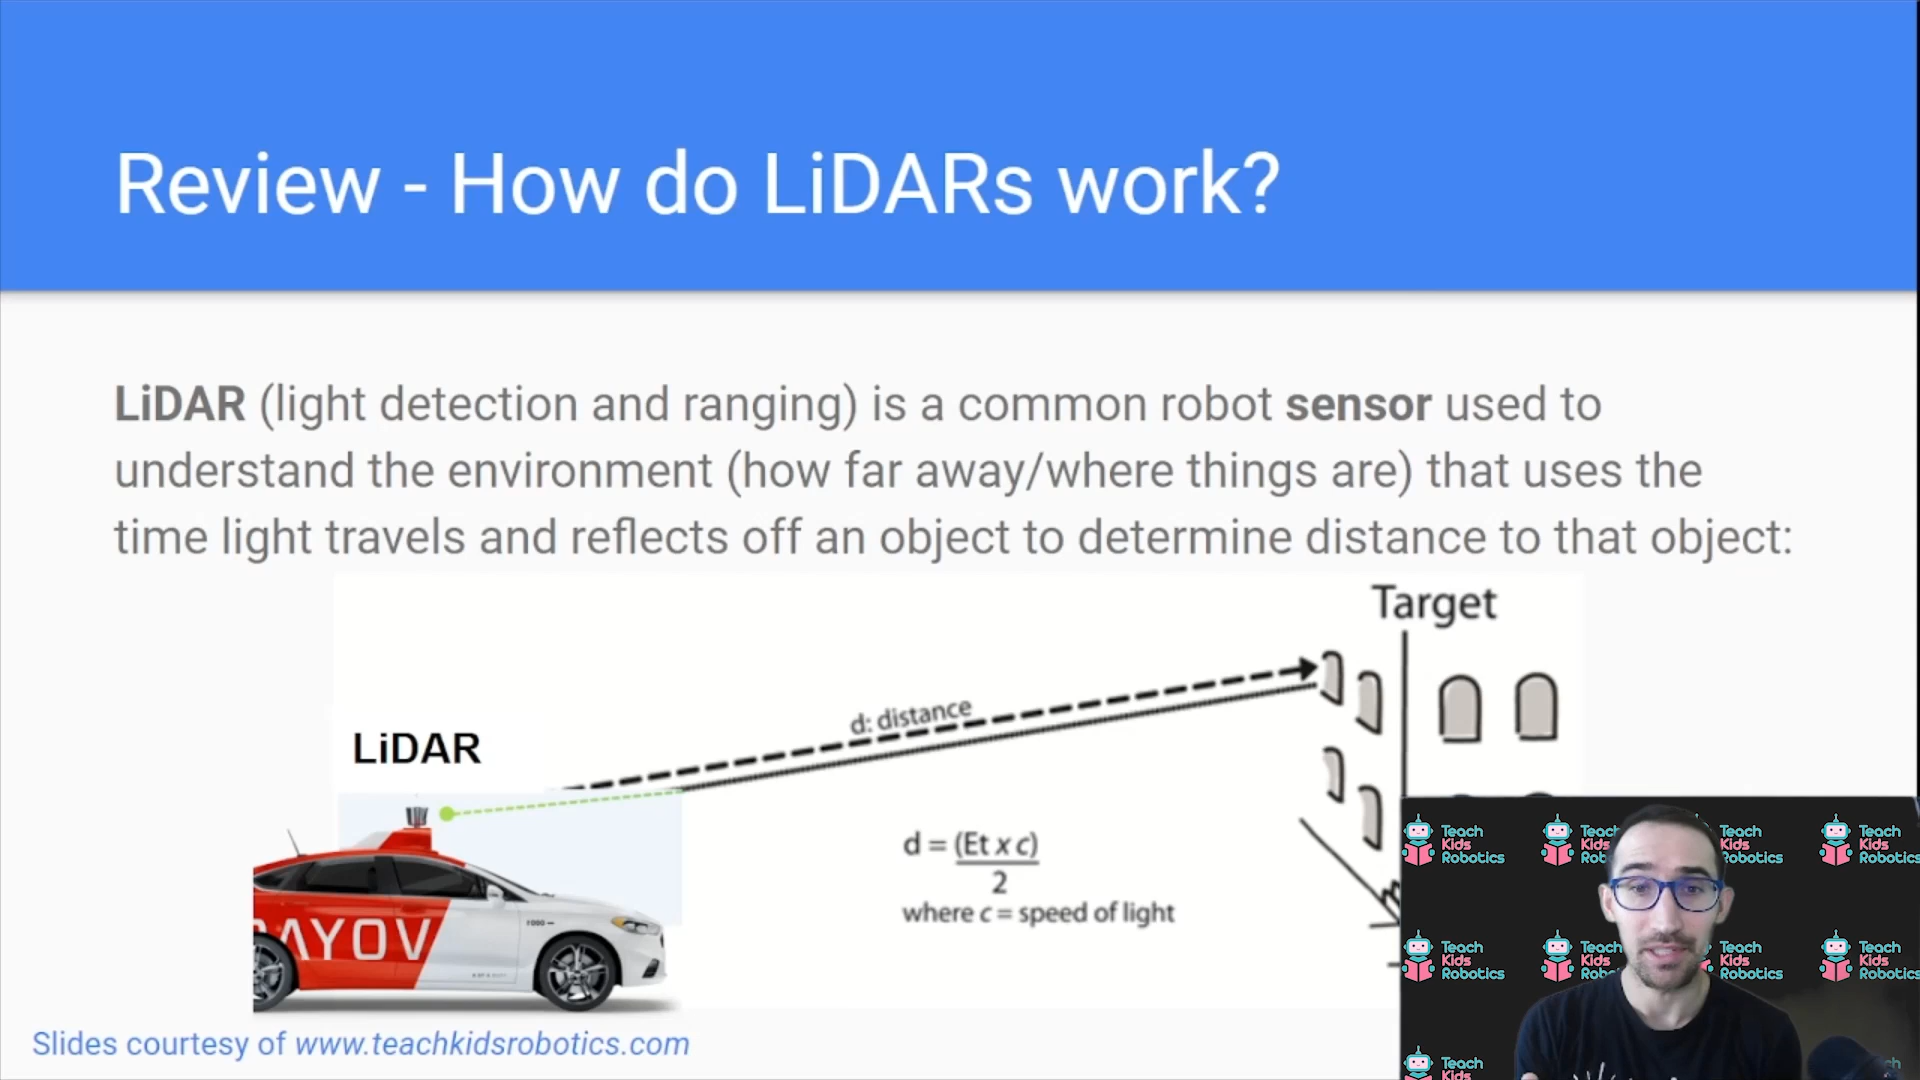 Review - How do LiDARs work?
LiDAR (light detection and ranging) is a common robot sensor used to
understand the environment (how far away/where things are) that uses the
time light travels and reflects off an object to determine distance to that object:
Target
d: distance
LiDAR
d = (Et x c)
2
where c = speed of light
AYOV
Slides courtesy of www.teachkidsrobotics.com
Teach
Kids
Robotics
Teach
Kids
Teach
Kids
Robotics
Teach
Kids
Robotics
Teach
Kids
Robotics
Teach
Kids
Teach
Kids
Robotics
Teach
Kids
Robotics
Teach
Kids